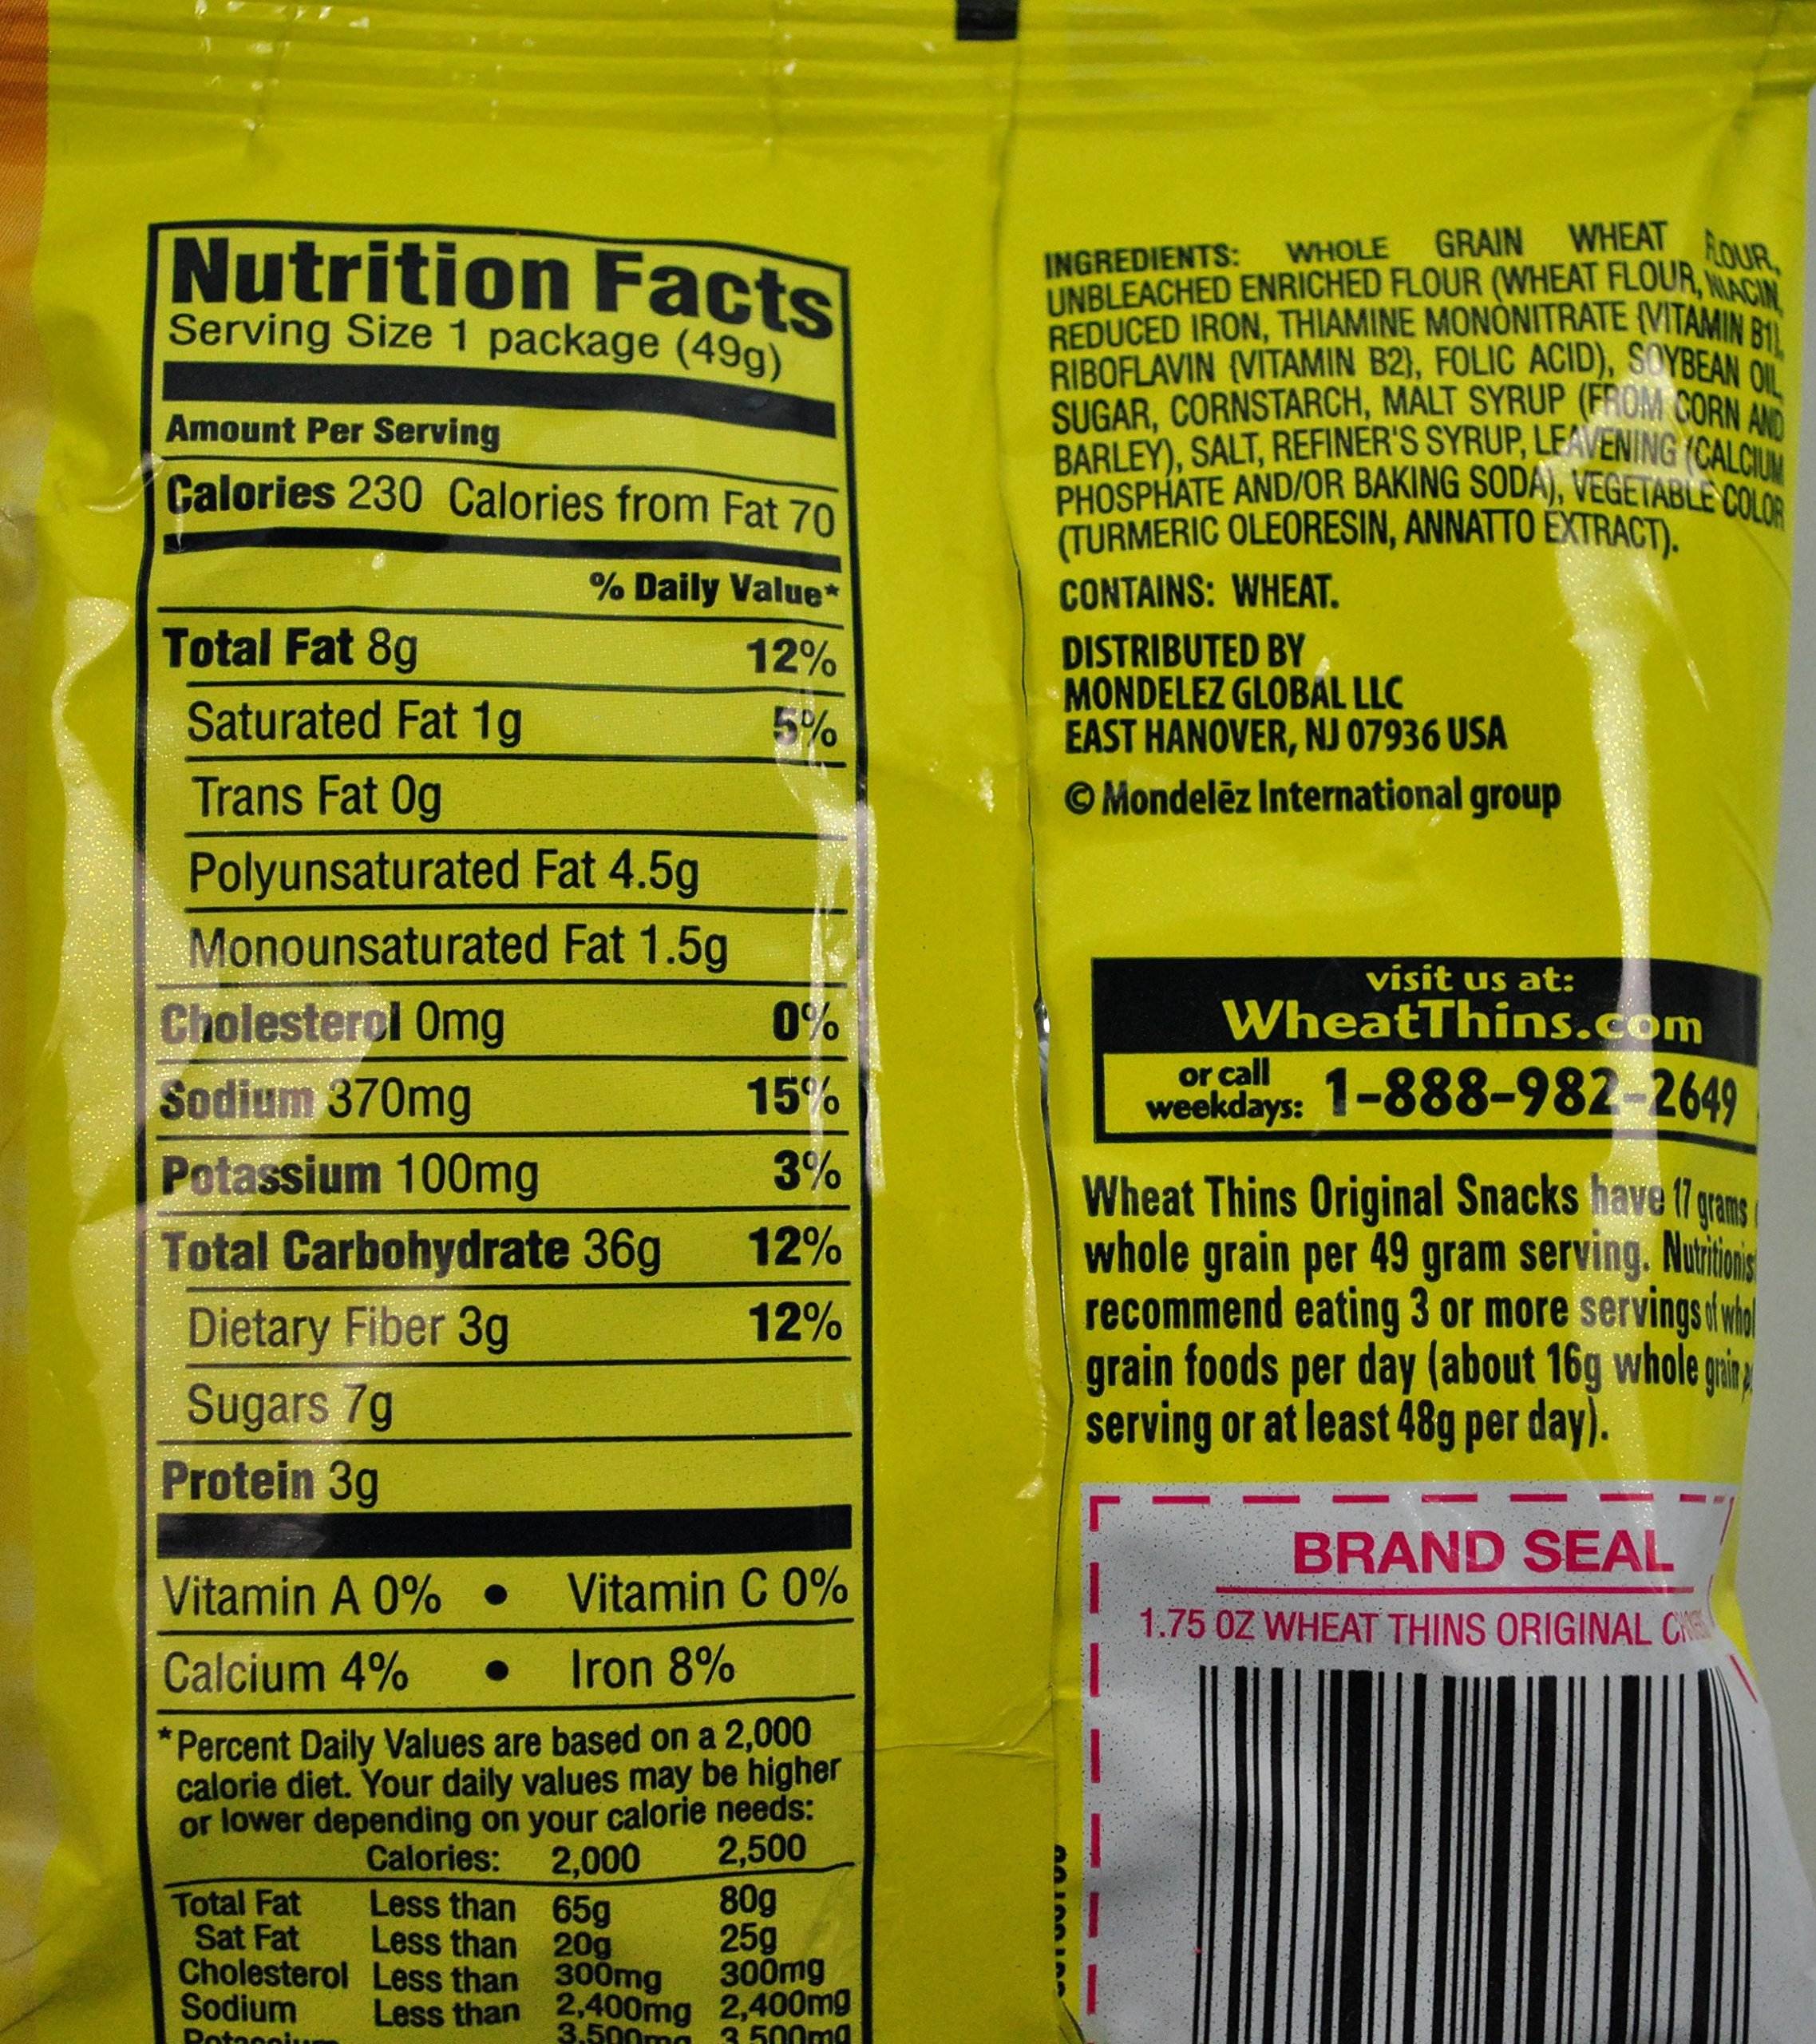 Nutrition Facts
Serving Size 1 package (49g)
Amount Per Serving
Calories 230 Calories from Fat 70
% Daily Value*
Total Fat 8g 12%
Saturated Fat 1g 5%
Trans Fat 0g
Polyunsaturated Fat 4.5g
Monounsaturated Fat 1.5g
Cholesterol 0mg 0%
Sodium 370mg 15%
Potassium 100mg 3%
Total Carbohydrate 36g 12%
Dietary Fiber 3g 12%
Sugars 7g
Protein 3g
Vitamin A 0% • Vitamin C 0%
Calcium 4% • Iron 8%
*Percent Daily Values are based on a 2,000
calorie diet. Your daily values may be higher
or lower depending on your calorie needs:
Calories: 2,000 2,500
Total Fat Less than 65g 80g
Sat Fat Less than 20g 25g
Cholesterol Less than 300mg 300mg
Sodium Less than 2,400mg 2,400mg
Potassium 3,500mg 3,500mg
INGREDIENTS: WHOLE GRAIN WHEAT FLOUR,
UNBLEACHED ENRICHED FLOUR (WHEAT FLOUR, NIACIN,
REDUCED IRON, THIAMINE MONONITRATE {VITAMIN B1},
RIBOFLAVIN {VITAMIN B2}, FOLIC ACID), SOYBEAN OIL,
SUGAR, CORNSTARCH, MALT SYRUP (FROM CORN AND
BARLEY), SALT, REFINER'S SYRUP, LEAVENING (CALCIUM
PHOSPHATE AND/OR BAKING SODA), VEGETABLE COLOR
(TURMERIC OLEORESIN, ANNATTO EXTRACT).
CONTAINS: WHEAT.
DISTRIBUTED BY
MONDELEZ GLOBAL LLC
EAST HANOVER, NJ 07936 USA
© Mondelēz International group
visit us at:
WheatThins.com
or call
weekdays: 1-888-982-2649
Wheat Thins Original Snacks have 17 grams
whole grain per 49 gram serving. Nutritionis
recommend eating 3 or more servings of whol
grain foods per day (about 16g whole grain
serving or at least 48g per day).
BRAND SEAL
1.75 OZ WHEAT THINS ORIGINAL